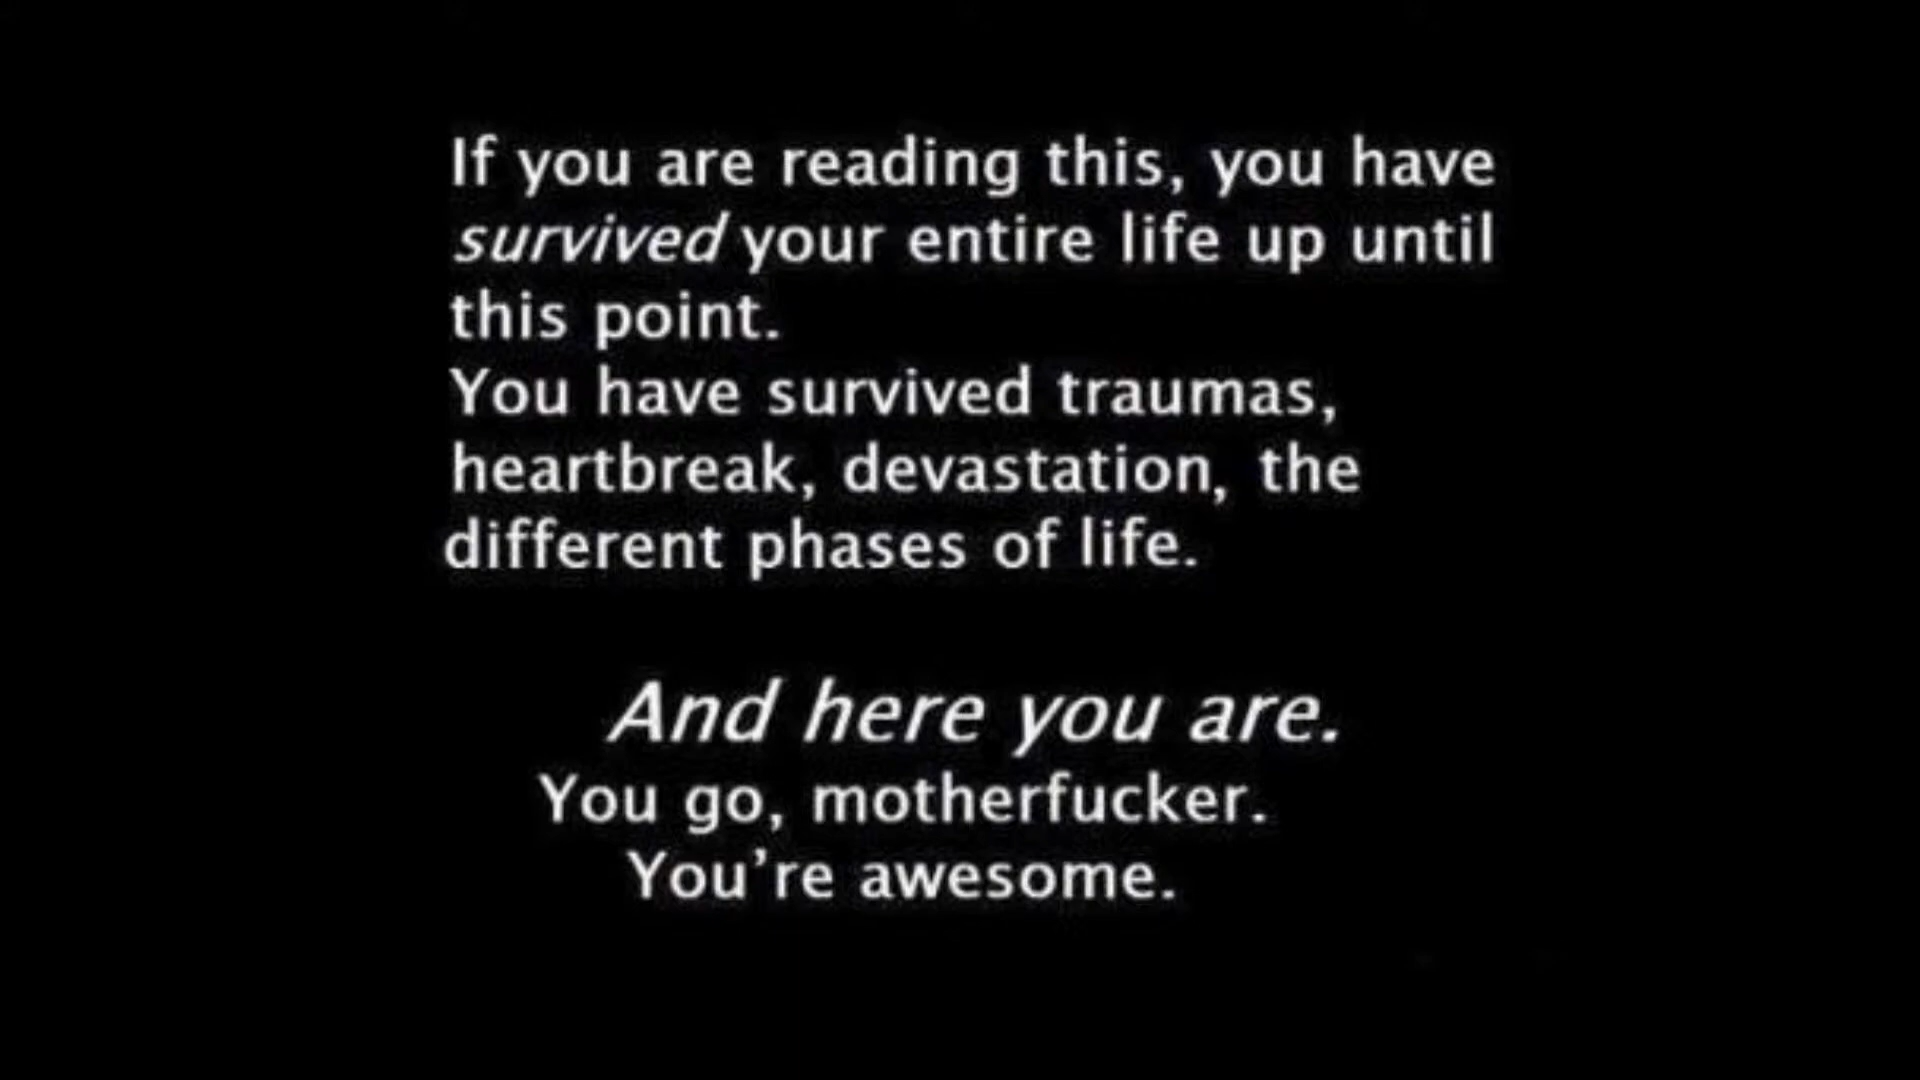 If you are reading this, you have
survived your entire life up until
this point.
You have survived traumas,
heartbreak, devastation, the
different phases of life.
And here you are.
You go, motherfucker.
You’re awesome.